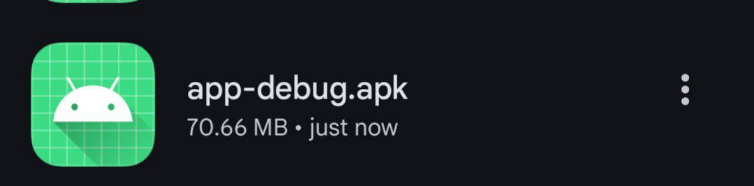 app-debug.apk
70.66 MB • just now